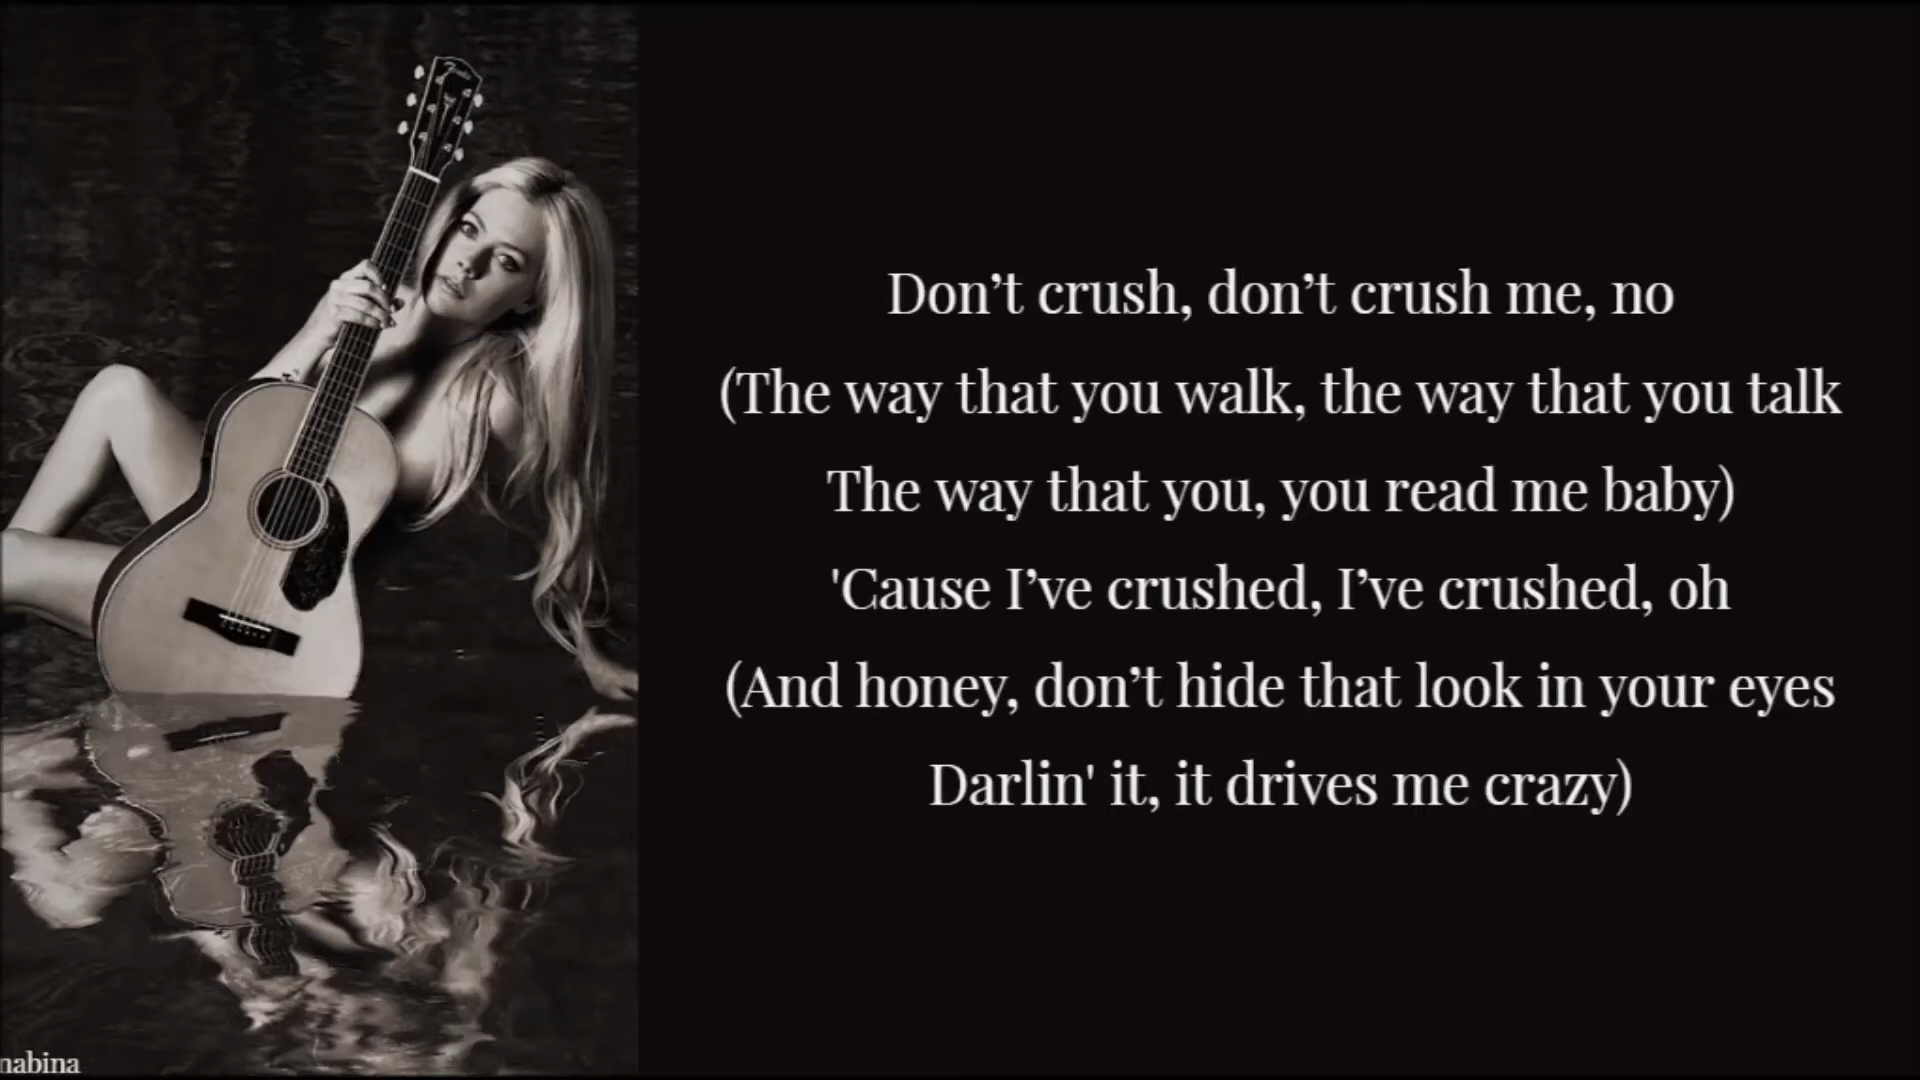 Don’t crush, don’t crush me, no
(The way that you walk, the way that you talk
The way that you, you read me baby)
'Cause I’ve crushed, I’ve crushed, oh
(And honey, don’t hide that look in your eyes
Darlin' it, it drives me crazy)
nabina